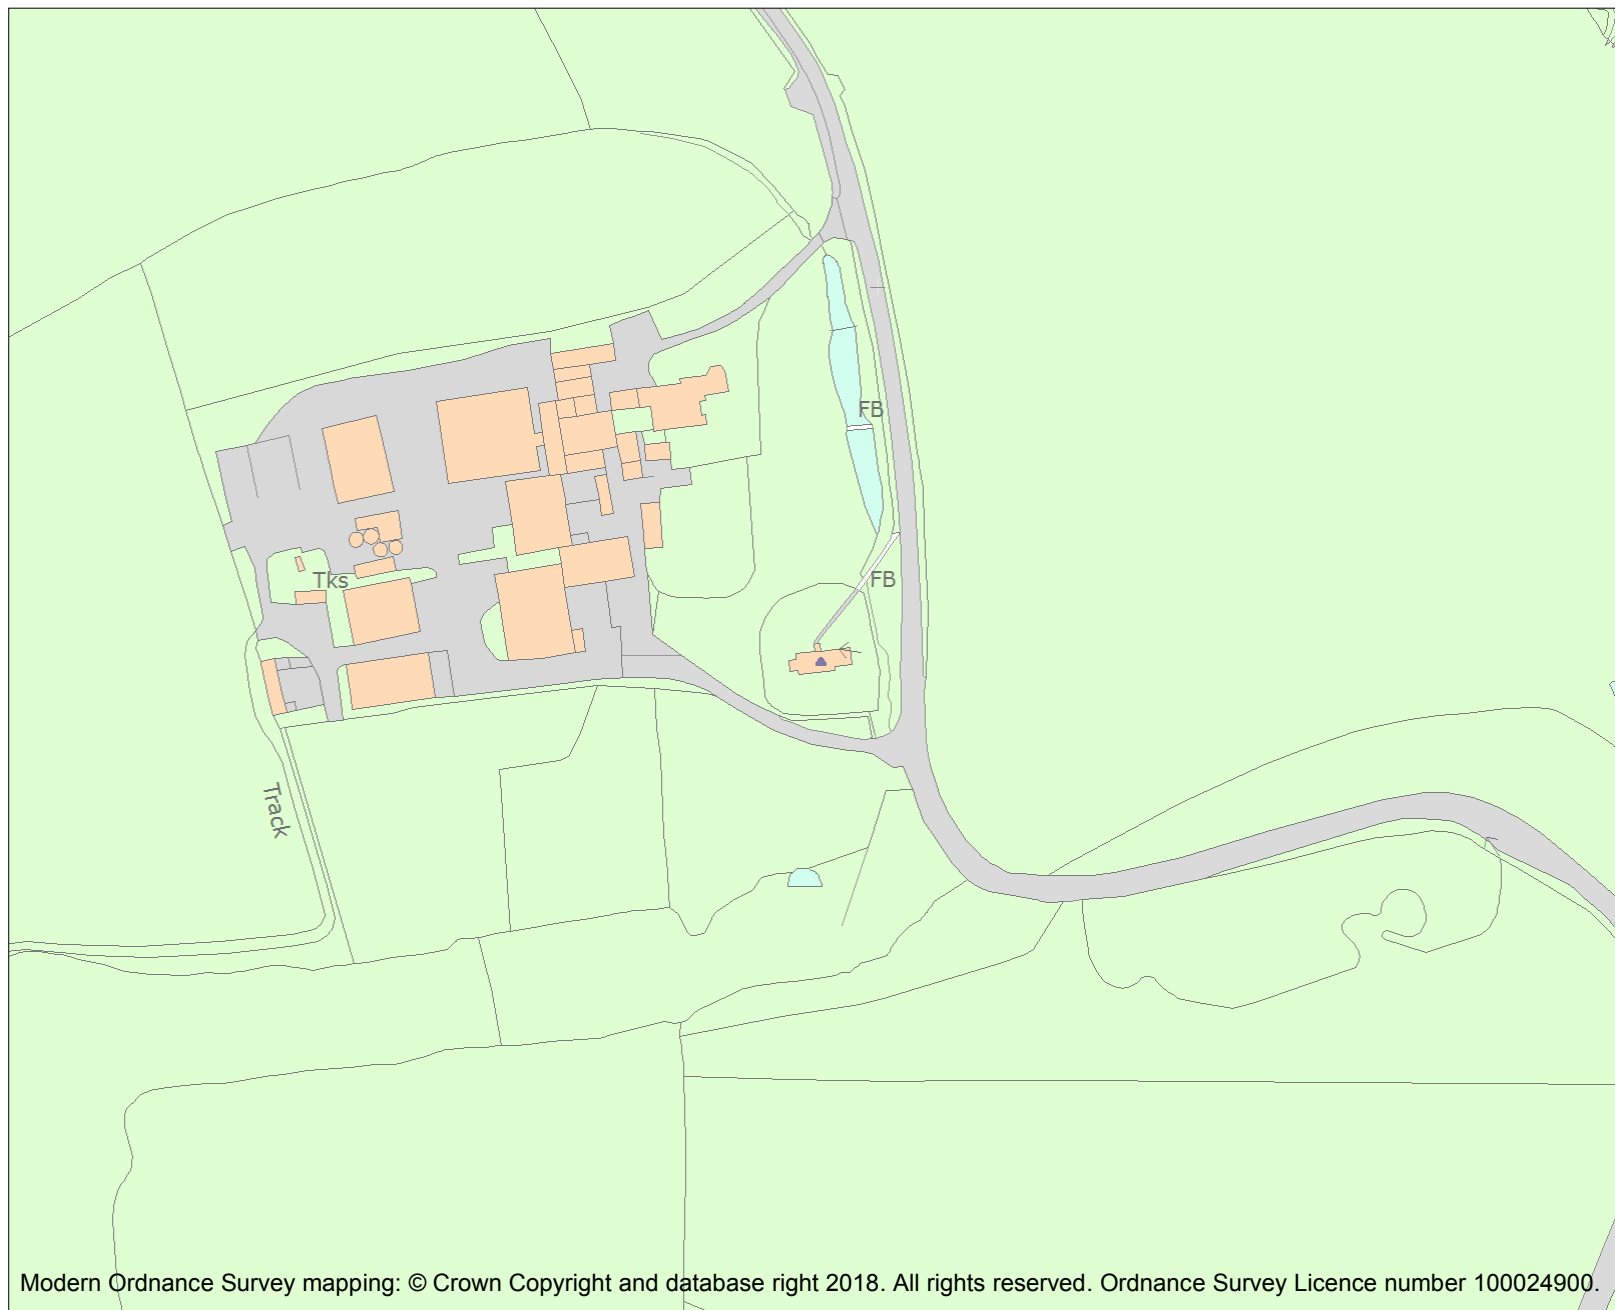 FB
FB
Tks
Track
Modern Ordnance Survey mapping: © Crown Copyright and database right 2018. All rights reserved. Ordnance Survey Licence number 100024900.